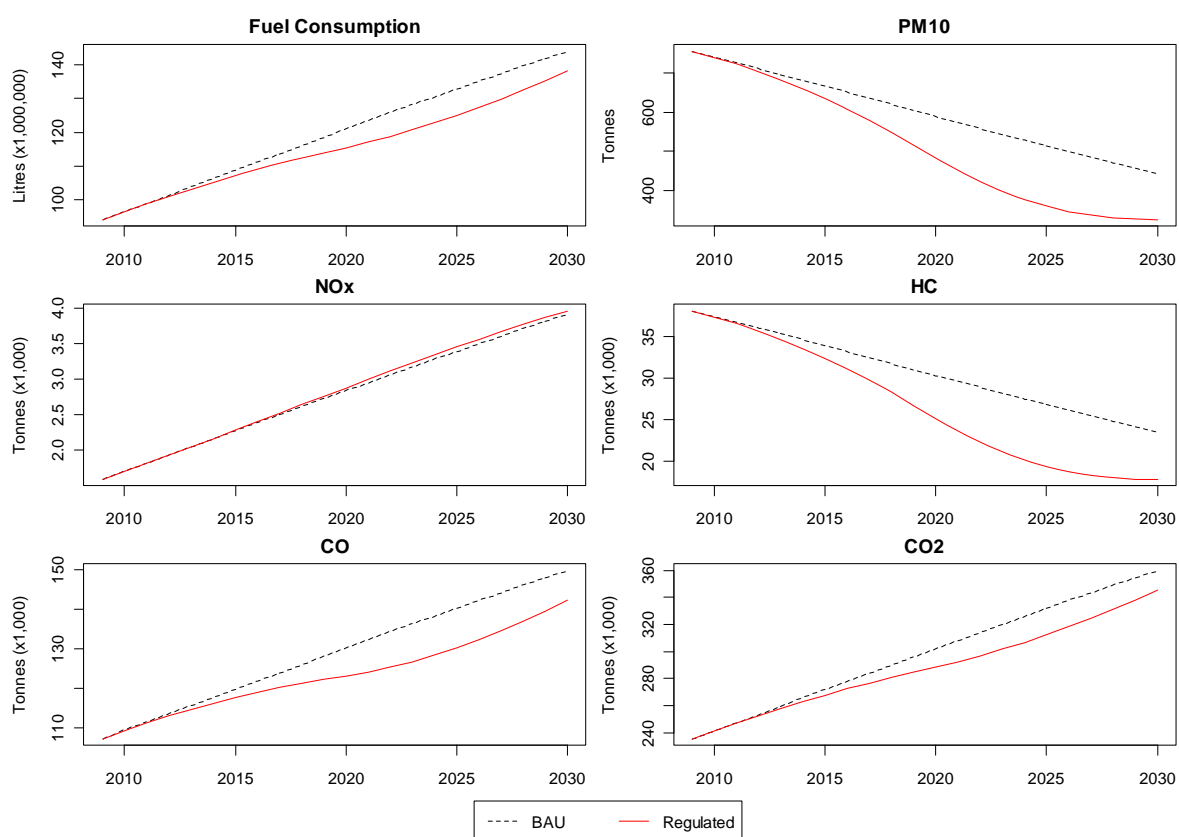 Fuel Consumption
Litres (x1,000,000)
140
120
100
2010 2015 2020 2025 2030
PM10
Tonnes
600
400
2010 2015 2020 2025 2030
NOx
Tonnes (x1,000)
4.0
3.5
3.0
2.5
2.0
2010 2015 2020 2025 2030
HC
Tonnes (x1,000)
35
30
25
20
2010 2015 2020 2025 2030
CO
Tonnes (x1,000)
150
130
110
2010 2015 2020 2025 2030
CO2
Tonnes (x1,000)
360
320
280
240
2010 2015 2020 2025 2030
BAU Regulated